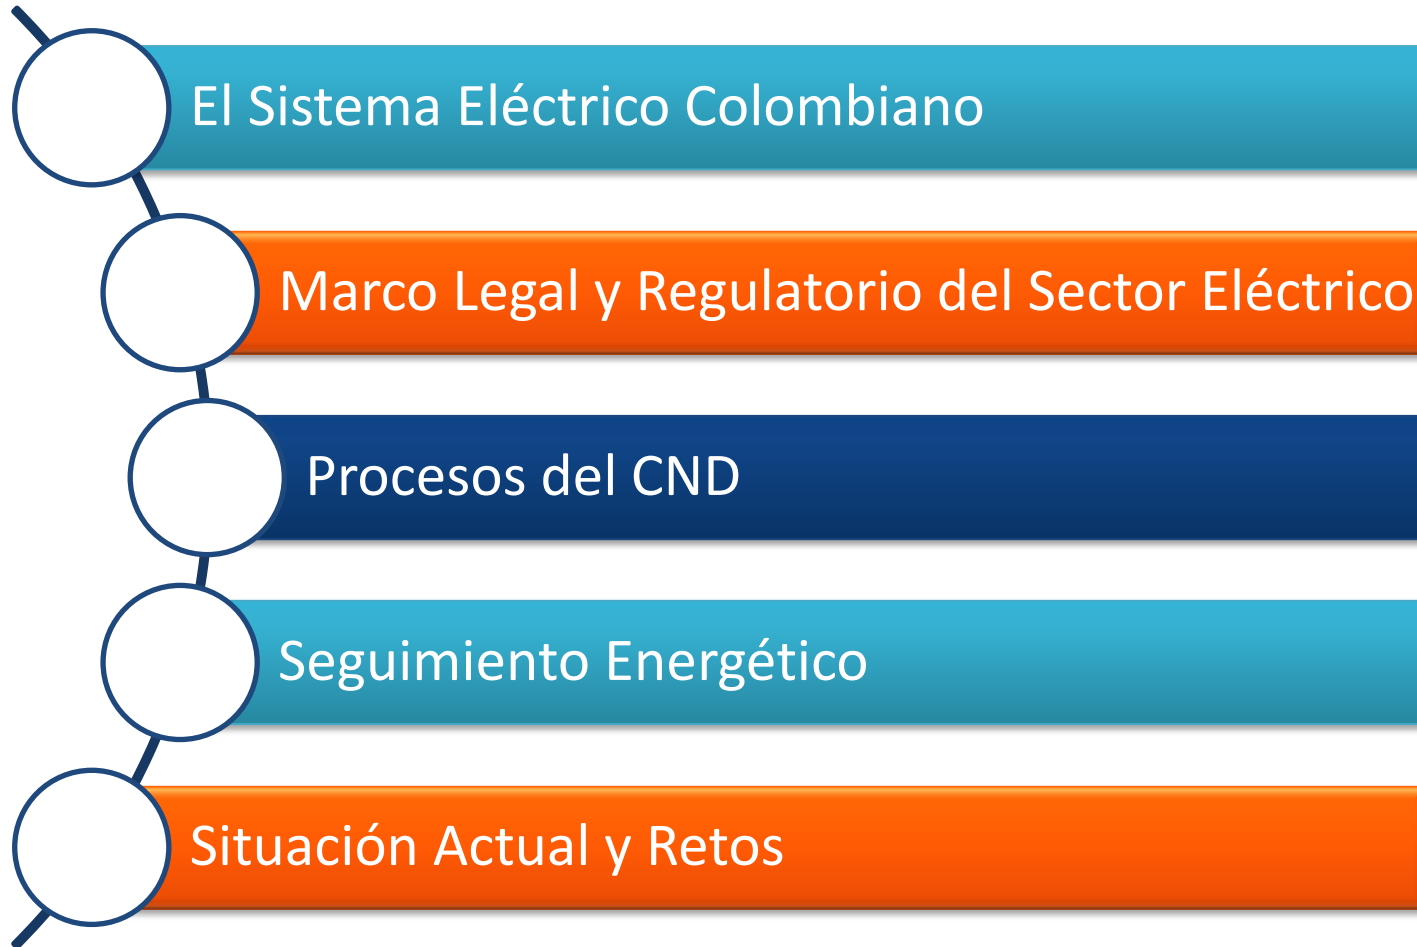 El Sistema Eléctrico Colombiano
Marco Legal y Regulatorio del Sector Eléctrico
Procesos del CND
Seguimiento Energético
Situación Actual y Retos